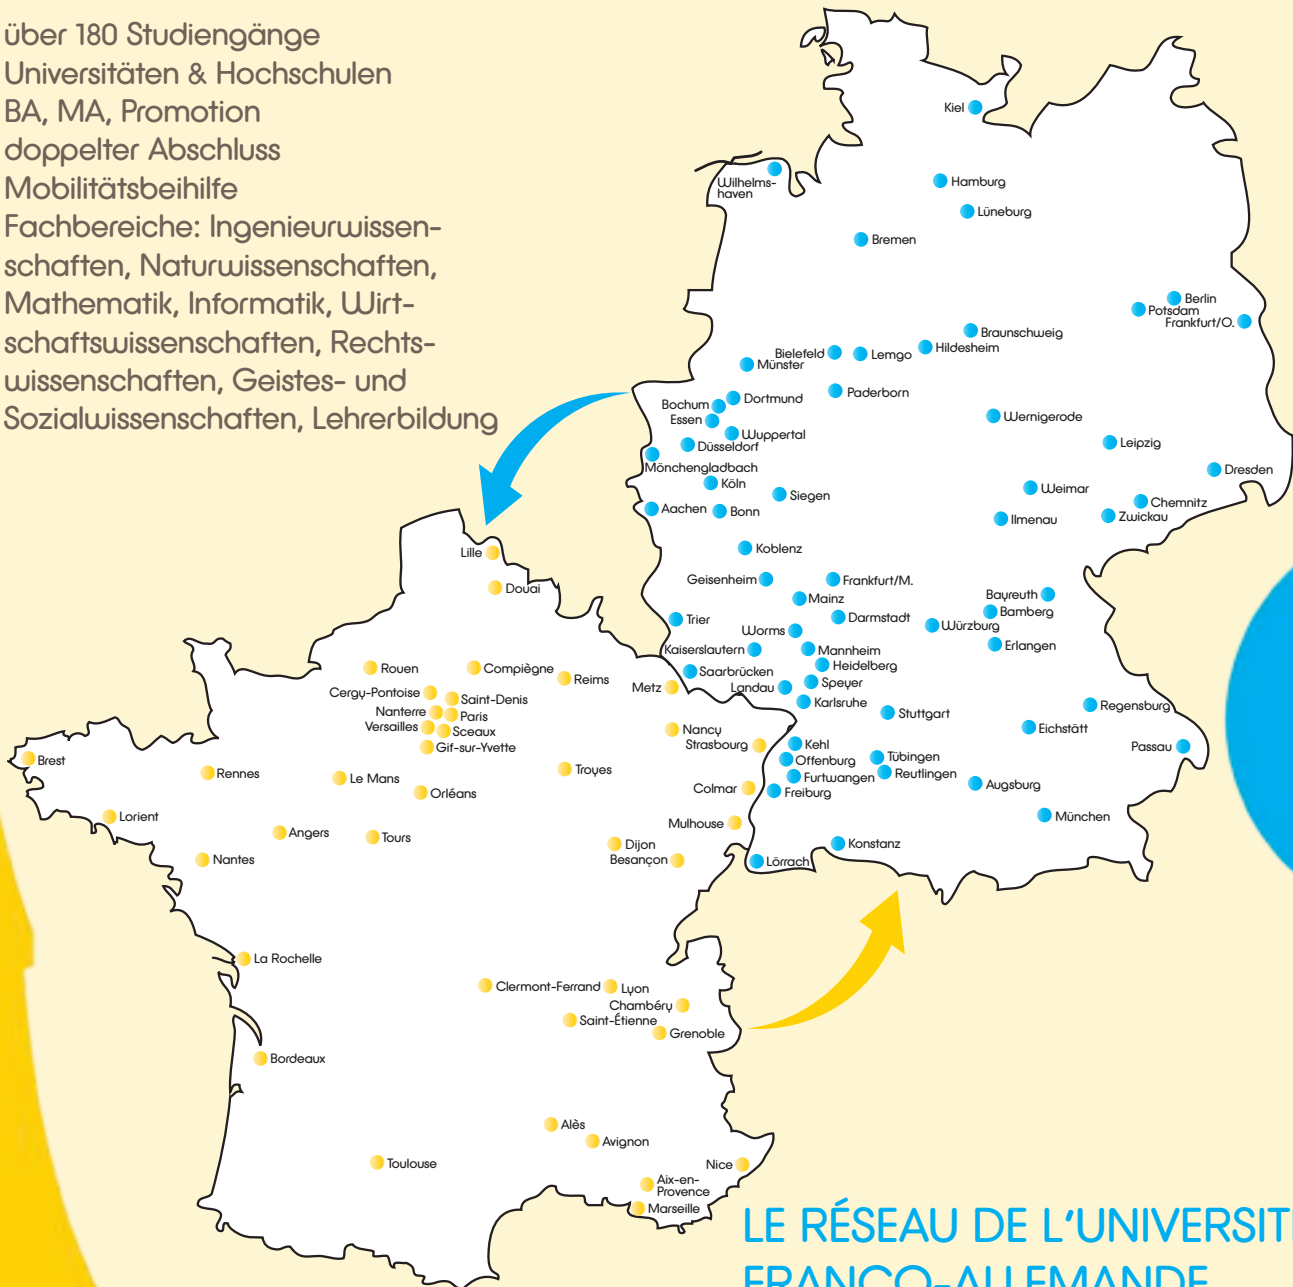 über 180 Studiengänge
Universitäten & Hochschulen
BA, MA, Promotion
doppelter Abschluss
Mobilitätsbeihilfe
Fachbereiche: Ingenieurwissen-
schaften, Naturwissenschaften,
Mathematik, Informatik, Wirt-
schaftswissenschaften, Rechts-
wissenschaften, Geistes- und
Sozialwissenschaften, Lehrerbildung
Kiel
Wilhelms-
haven
Hamburg
Lüneburg
Bremen
Berlin
Potsdam
Frankfurt/O.
Braunschweig
Hildesheim
Bielefeld
Lemgo
Münster
Paderborn
Dortmund
Bochum
Essen
Wuppertal
Düsseldorf
Mönchengladbach
Wernigerode
Leipzig
Dresden
Köln
Siegen
Weimar
Chemnitz
Zwickau
Ilmenau
Aachen
Bonn
Koblenz
Geisenheim
Frankfurt/M.
Mainz
Bayreuth
Bamberg
Trier
Darmstadt
Würzburg
Worms
Erlangen
Kaiserslautern
Mannheim
Heidelberg
Saarbrücken
Speyer
Landau
Karlsruhe
Stuttgart
Regensburg
Eichstätt
Passau
Kehl
Offenburg
Tübingen
Furtwangen
Reutlingen
Freiburg
Augsburg
München
Konstanz
Lörrach
Lille
Douai
Rouen
Compiègne
Reims
Metz
Cergy-Pontoise
Saint-Denis
Nanterre
Paris
Versailles
Sceaux
Gif-sur-Yvette
Nancy
Strasbourg
Brest
Rennes
Le Mans
Troyes
Orléans
Colmar
Lorient
Angers
Tours
Mulhouse
Dijon
Besançon
Nantes
La Rochelle
Clermont-Ferrand
Lyon
Chambéry
Saint-Étienne
Grenoble
Bordeaux
Alès
Avignon
Toulouse
Nice
Aix-en-
Provence
Marseille
LE RÉSEAU DE L'UNIVERSIT
FRANCO-ALLEMANDE